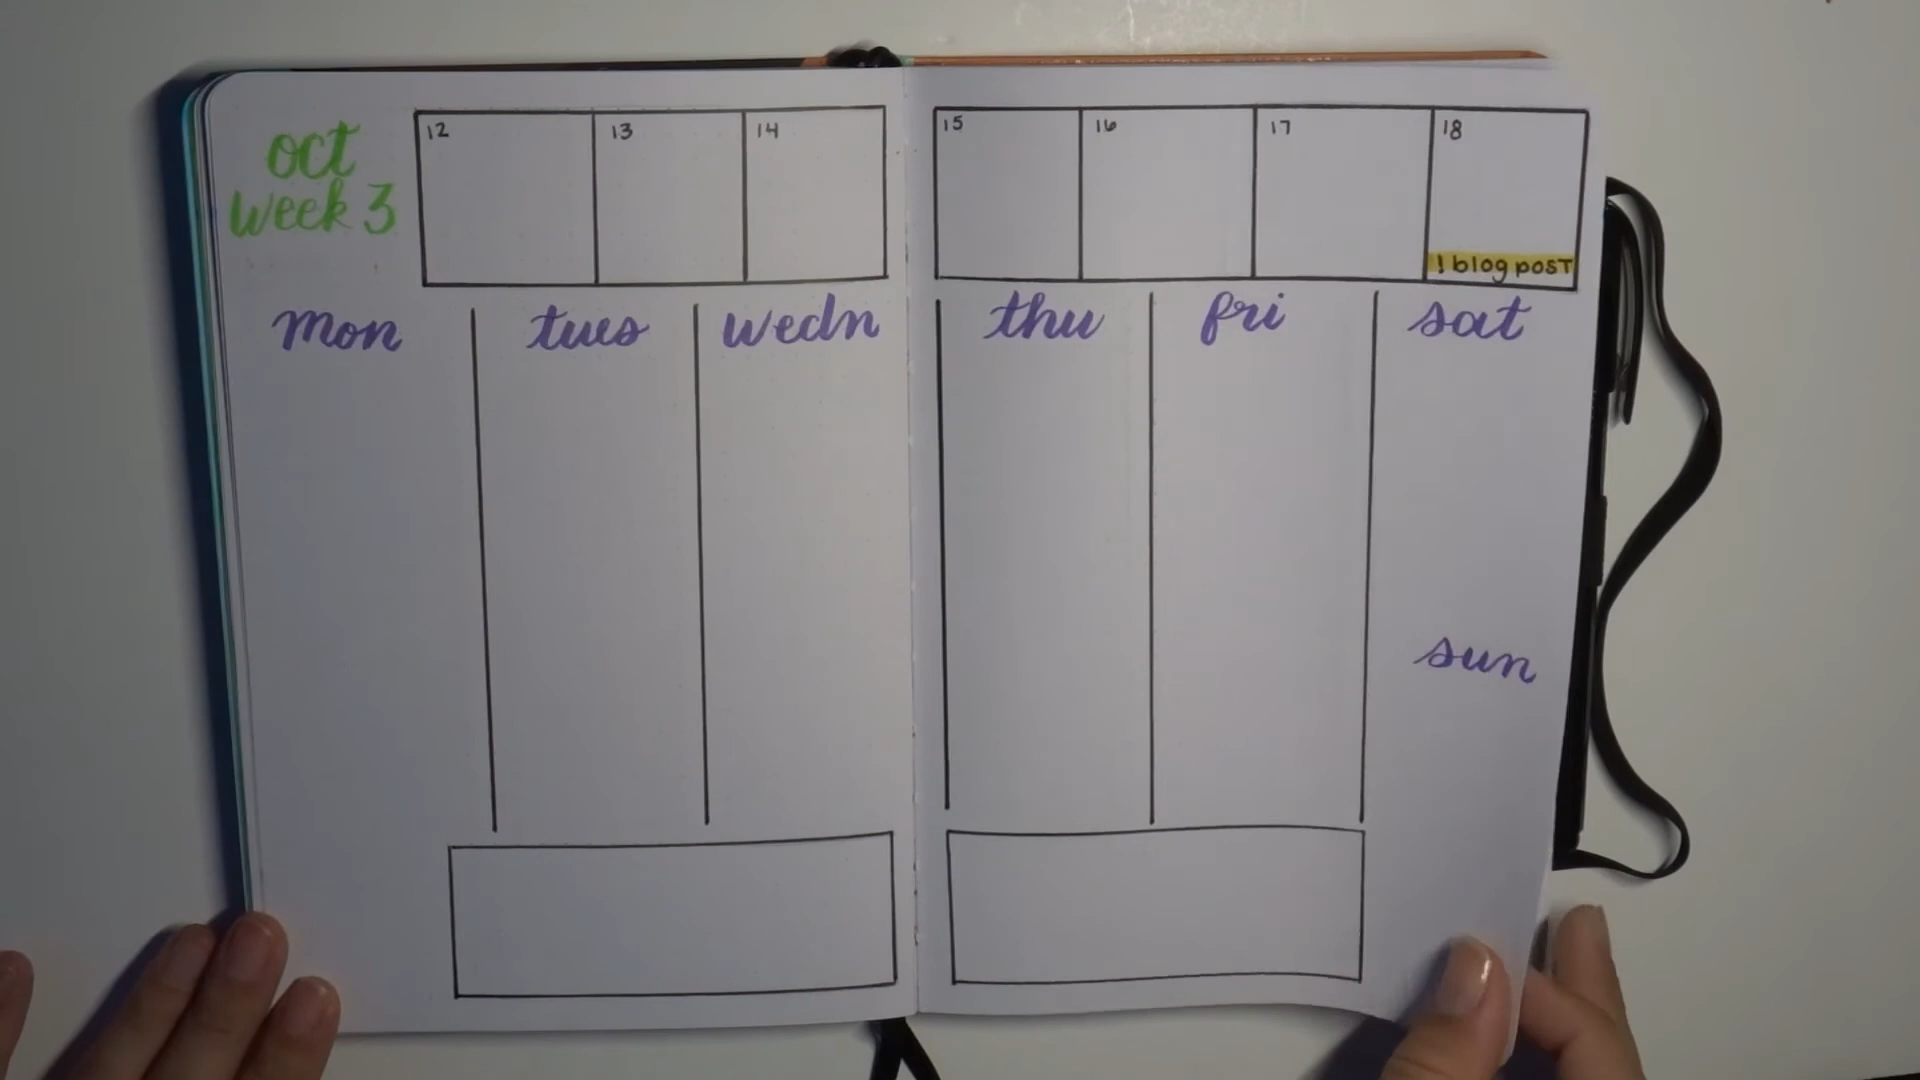 oct
week 3
12
13
14
15
16
17
18
! blog post
mon
tues
wedn
thu
fri
sat
sun